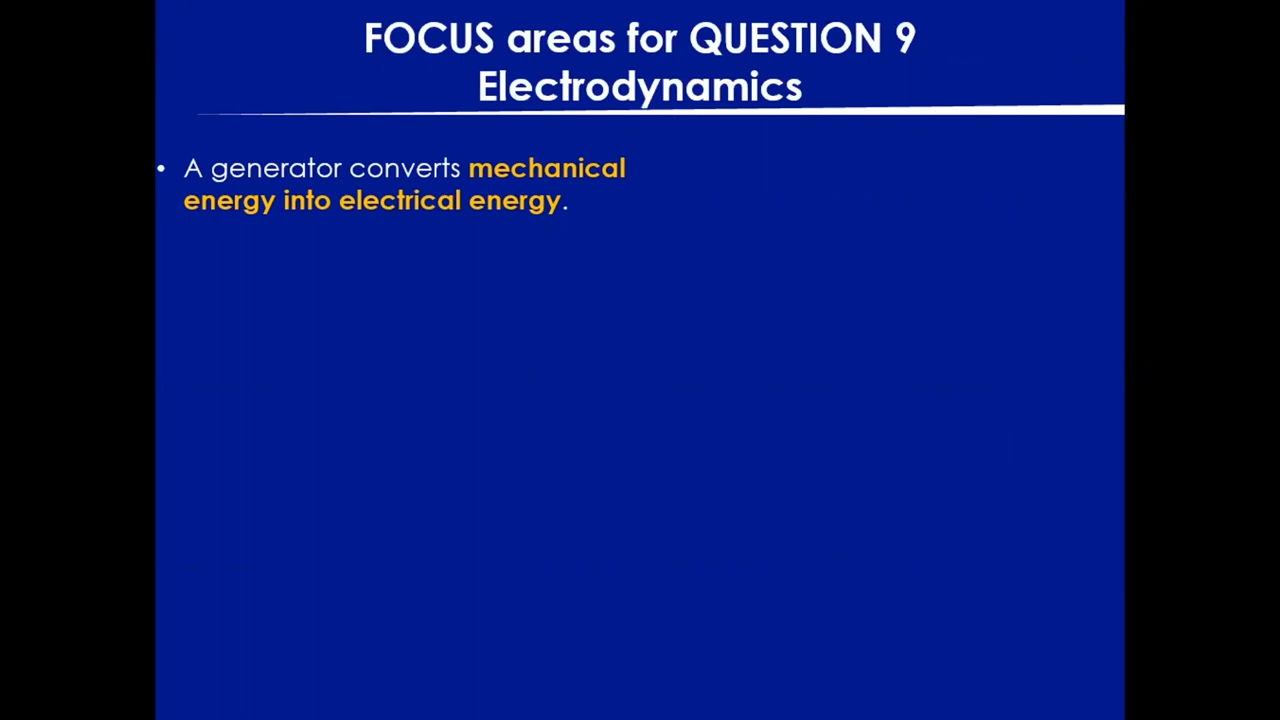 FOCUS areas for QUESTION 9
Electrodynamics
• A generator converts mechanical
energy into electrical energy.